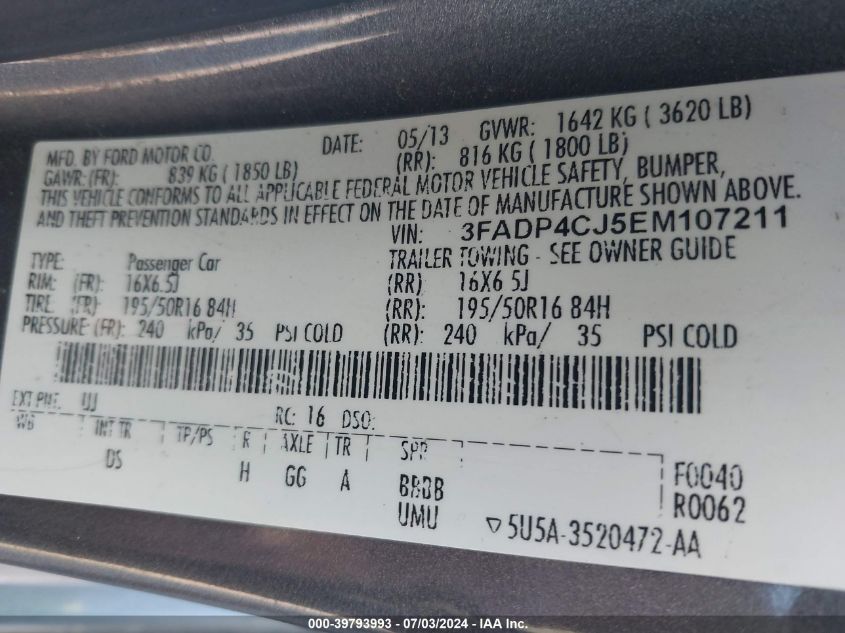 MFD. BY FORD MOTOR CO. DATE: 05/13 GVWR: 1642 KG ( 3620 LB)
GAWR: (FR): 839 KG ( 1850 LB) (RR): 816 KG ( 1800 LB)
THIS VEHICLE CONFORMS TO ALL APPLICABLE FEDERAL MOTOR VEHICLE SAFETY, BUMPER,
AND THEFT PREVENTION STANDARDS IN EFFECT ON THE DATE OF MANUFACTURE SHOWN ABOVE.
VIN: 3FADP4CJ5EM107211
TYPE: Passenger Car TRAILER TOWING - SEE OWNER GUIDE
RIM: (FR): 16X6.5J (RR) 16X6.5J
TIRE (FR): 195/50R16 84H (RR): 195/50R16 84H
PRESSURE (FR): 240 kPa/ 35 PSI COLD (RR): 240 kPa/ 35 PSI COLD
EXT PNT: UJ RC: 16 DSO:
WB INT TR TP/PS R AXLE TR SPR
DS H GG A BBBB F0040
UMU R0062
▽5U5A-3520472-AA
000-39793993 / 07/03/2024 - IAA Inc.